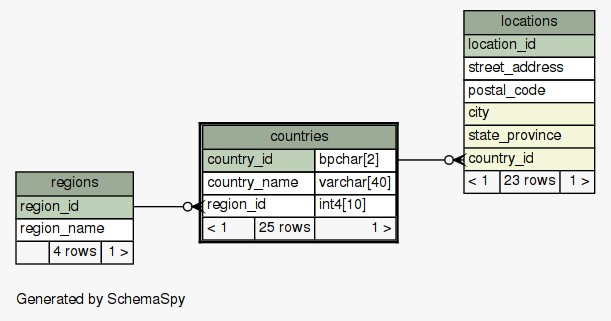 locations
location_id
street_address
postal_code
city
state_province
country_id
< 1 23 rows 1 >
countries
country_id bpchar[2]
country_name varchar[40]
region_id int4[10]
< 1 25 rows 1 >
regions
region_id
region_name
4 rows 1 >
Generated by SchemaSpy